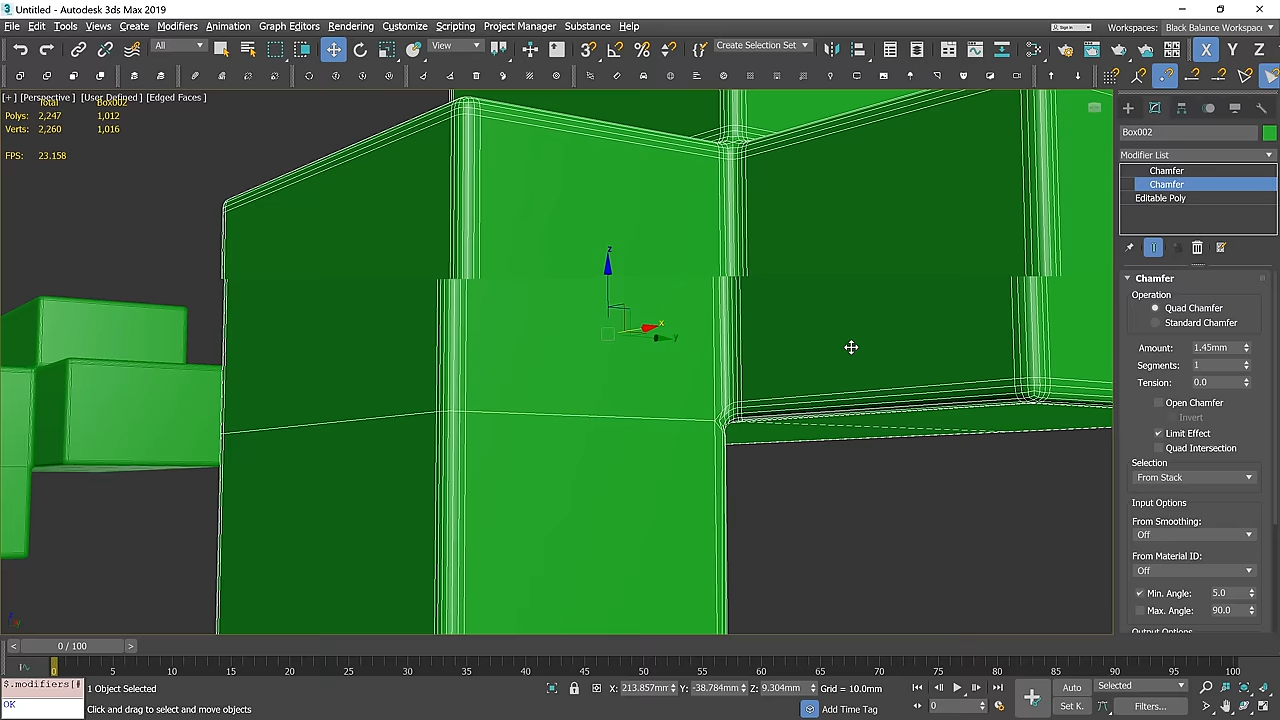 Untitled - Autodesk 3ds Max 2019
File Edit Tools Views Create Modifiers Animation Graph Editors Rendering Customize Scripting Project Manager Substance Help
Sign In Workspaces: Black Balance Workspace
All View Create Selection Set X Y Z
[+] [Perspective] [User Defined] [Edged Faces]
Total Box002
Polys: 2,247 1,012
Verts: 2,260 1,016
FPS: 23.158
z
x
y
Box002
Modifier List
Chamfer
Chamfer
Editable Poly
Chamfer
Operation
Quad Chamfer
Standard Chamfer
Amount: 1.45mm
Segments: 1
Tension: 0.0
Open Chamfer
Invert
Limit Effect
Quad Intersection
Selection
From Stack
Input Options
From Smoothing:
Off
From Material ID:
Off
Min. Angle: 5.0
Max. Angle: 90.0
Output Options
< 0 / 100 >
0 5 10 15 20 25 30 35 40 45 50 55 60 65 70 75 80 85 90 95 100
$.modifiers[#
OK
1 Object Selected
Click and drag to select and move objects
X: 213.857mm Y: -38.784mm Z: 9.304mm Grid = 10.0mm
Add Time Tag
0
Auto Selected
Set K. Filters...